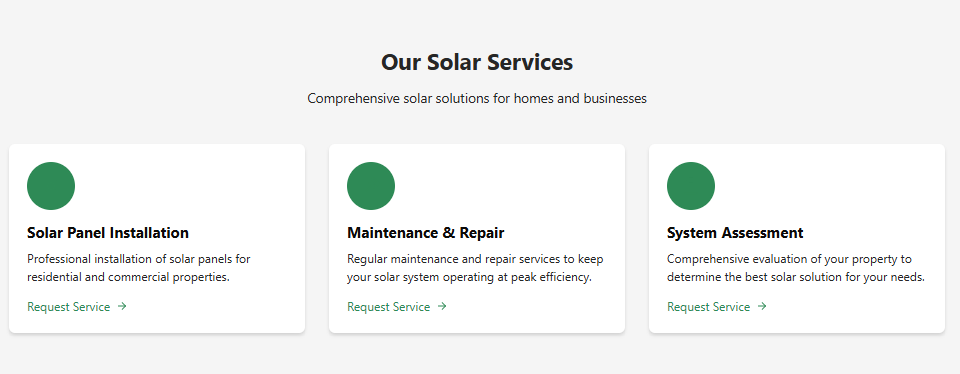 Our Solar Services
Comprehensive solar solutions for homes and businesses
Solar Panel Installation
Professional installation of solar panels for
residential and commercial properties.
Request Service →
Maintenance & Repair
Regular maintenance and repair services to keep
your solar system operating at peak efficiency.
Request Service →
System Assessment
Comprehensive evaluation of your property to
determine the best solar solution for your needs.
Request Service →